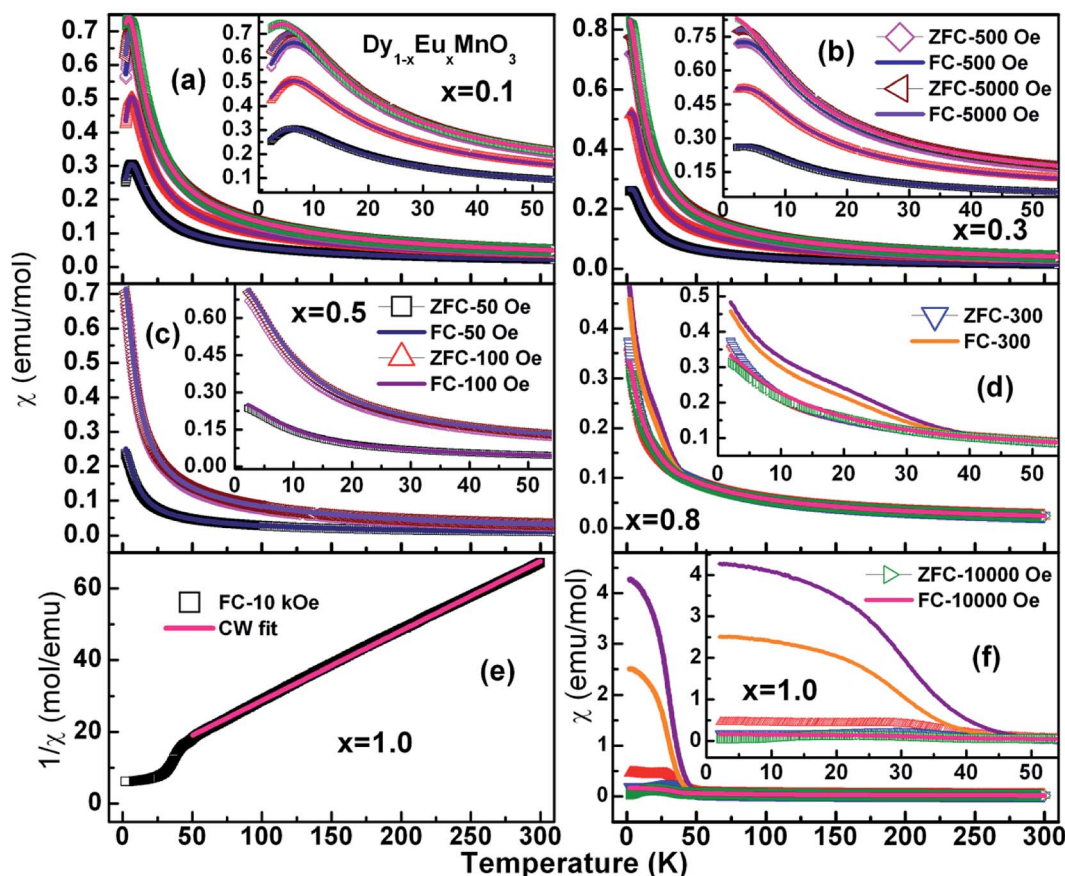 χ (emu/mol)
0.7
0.6
0.5
0.4
0.3
0.2
0.1
0.0
(a)
0.7
0.6
0.5
0.4
0.3
0.2
0.1
Dy1-xEuxMnO3
x=0.1
0 10 20 30 40 50
0.8
0.6
0.4
0.2
0.0
0.75
0.50
0.25
(b)
ZFC-500 Oe
FC-500 Oe
ZFC-5000 Oe
FC-5000 Oe
0 10 20 30 40 50
x=0.3
0.7
0.6
0.5
0.4
0.3
0.2
0.1
0.0
(c)
0.60
0.45
0.30
0.15
0.00
x=0.5
ZFC-50 Oe
FC-50 Oe
ZFC-100 Oe
FC-100 Oe
0 10 20 30 40 50
0.4
0.3
0.2
0.1
0.0
0.5
0.4
0.3
0.2
0.1
ZFC-300
FC-300
(d)
0 10 20 30 40 50
x=0.8
1/χ (mol/emu)
60
40
20
0
FC-10 kOe
CW fit
(e)
x=1.0
0 50 100 150 200 250 300
χ (emu/mol)
4
3
2
1
0
4
3
2
1
0
ZFC-10000 Oe
FC-10000 Oe
(f)
x=1.0
0 10 20 30 40 50
0 50 100 150 200 250 300
Temperature (K)